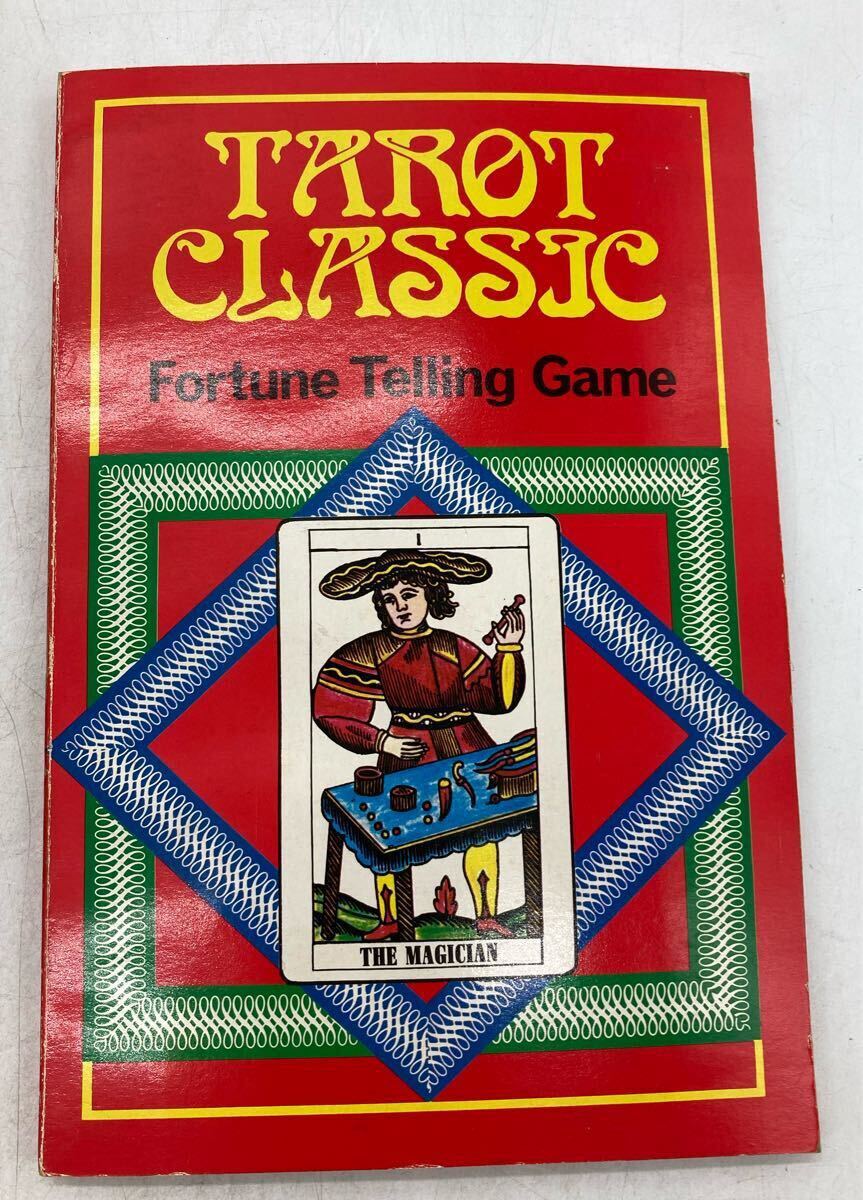 TAROT
CLASSIC
Fortune Telling Game
I
THE MAGICIAN